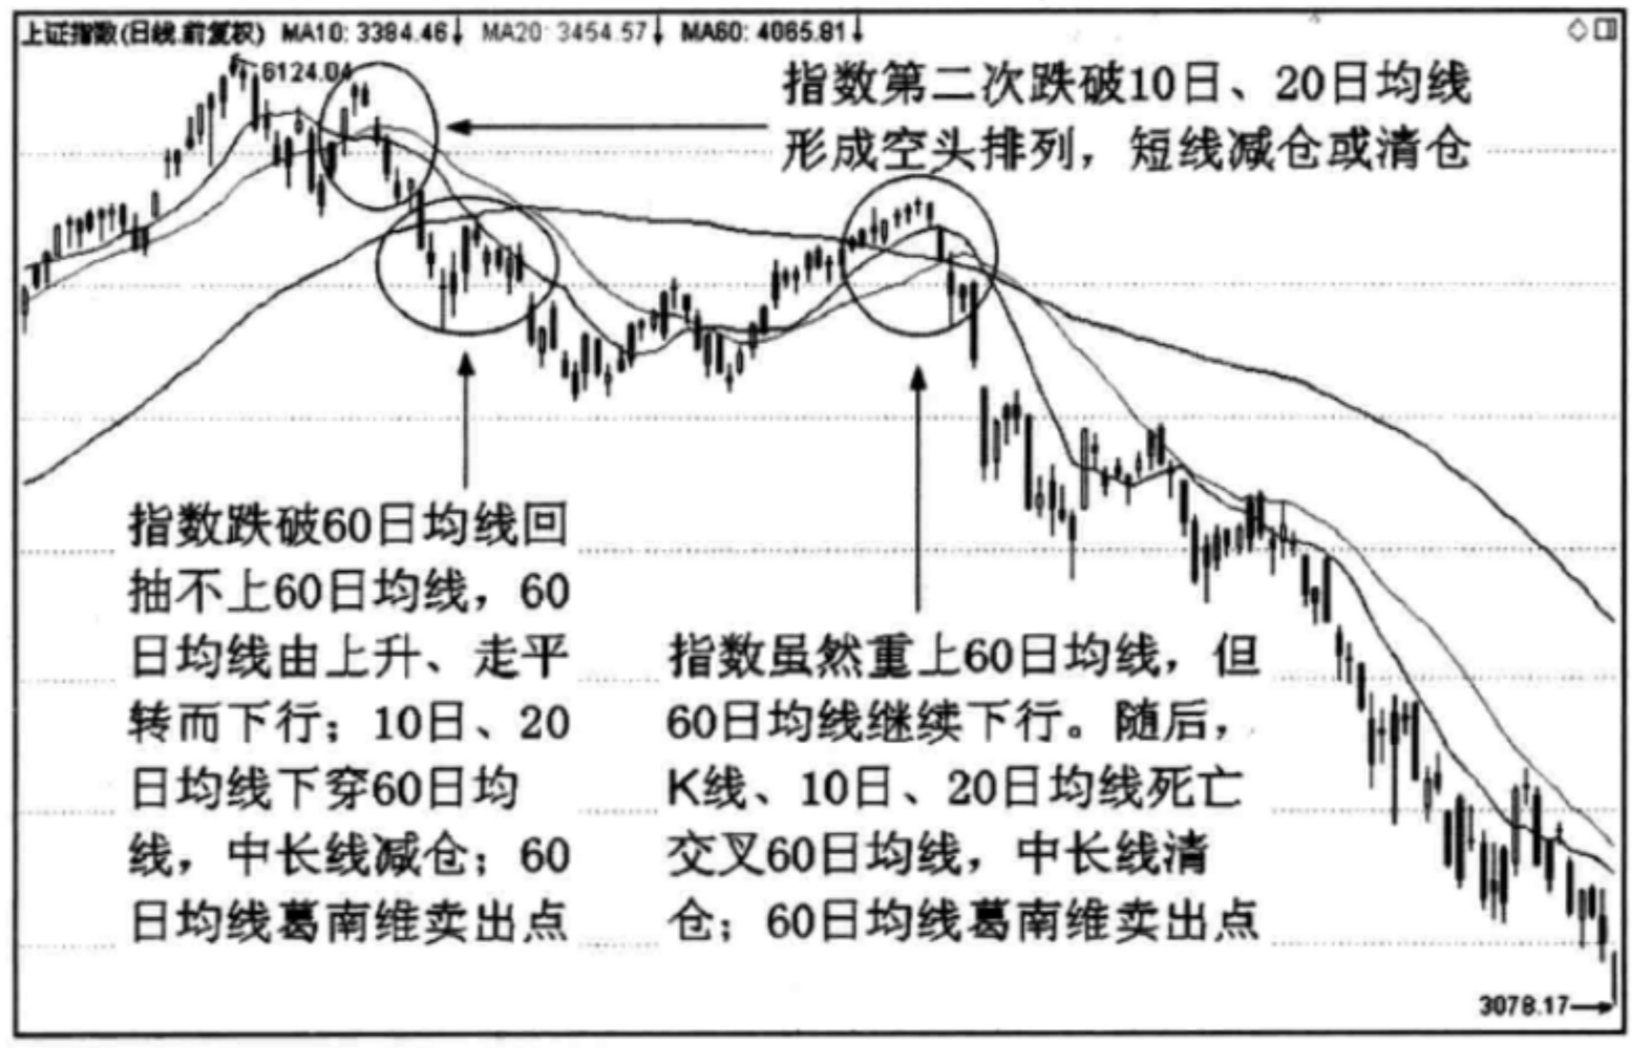 上证指数(日线.前复权) MA10: 3384.46↓ MA20: 3454.57↓ MA60: 4065.81↓
6124.04
指数第二次跌破10日、20日均线
形成空头排列，短线减仓或清仓
指数跌破60日均线回
抽不上60日均线，60
日均线由上升、走平
转而下行；10日、20
日均线下穿60日均
线，中长线减仓；60
日均线葛南维卖出点
指数虽然重上60日均线，但
60日均线继续下行。随后，
K线、10日、20日均线死亡
交叉60日均线，中长线清
仓；60日均线葛南维卖出点
3078.17